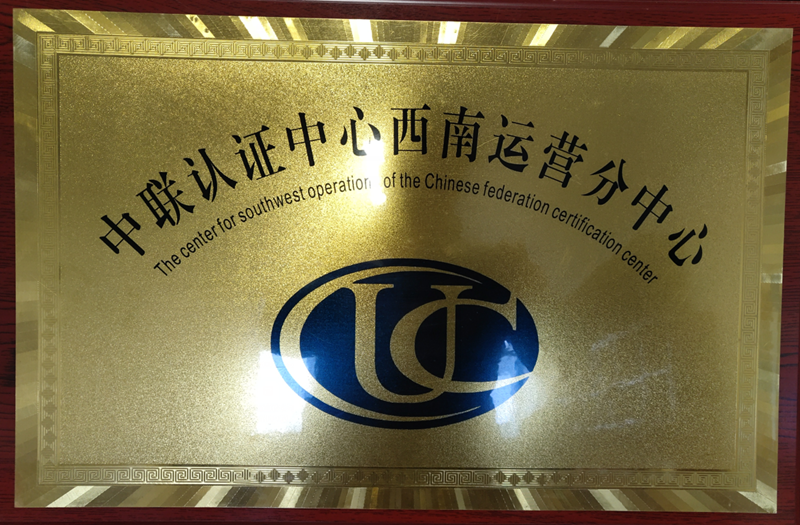 中联认证中心西南运营分中心
The center for southwest operation of the Chinese federation certification center
CUC